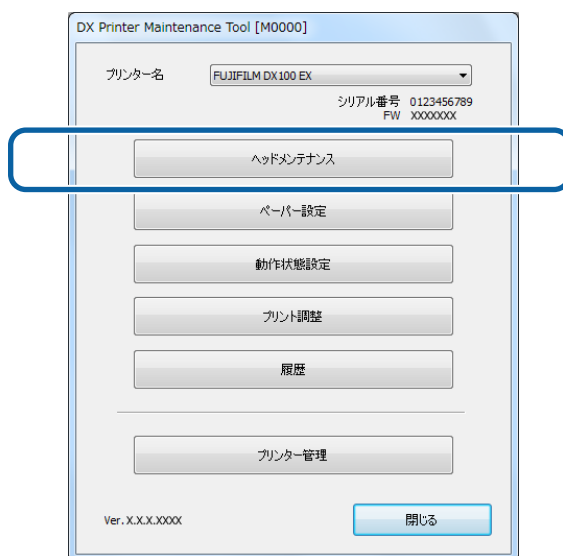 DX Printer Maintenance Tool [M0000]
プリンター名 FUJIFILM DX100 EX
シリアル番号 0123456789
FW XXXXXXX
ヘッドメンテナンス
ペーパー設定
動作状態設定
プリント調整
履歴
プリンター管理
Ver.X.X.X.XXXX 閉じる